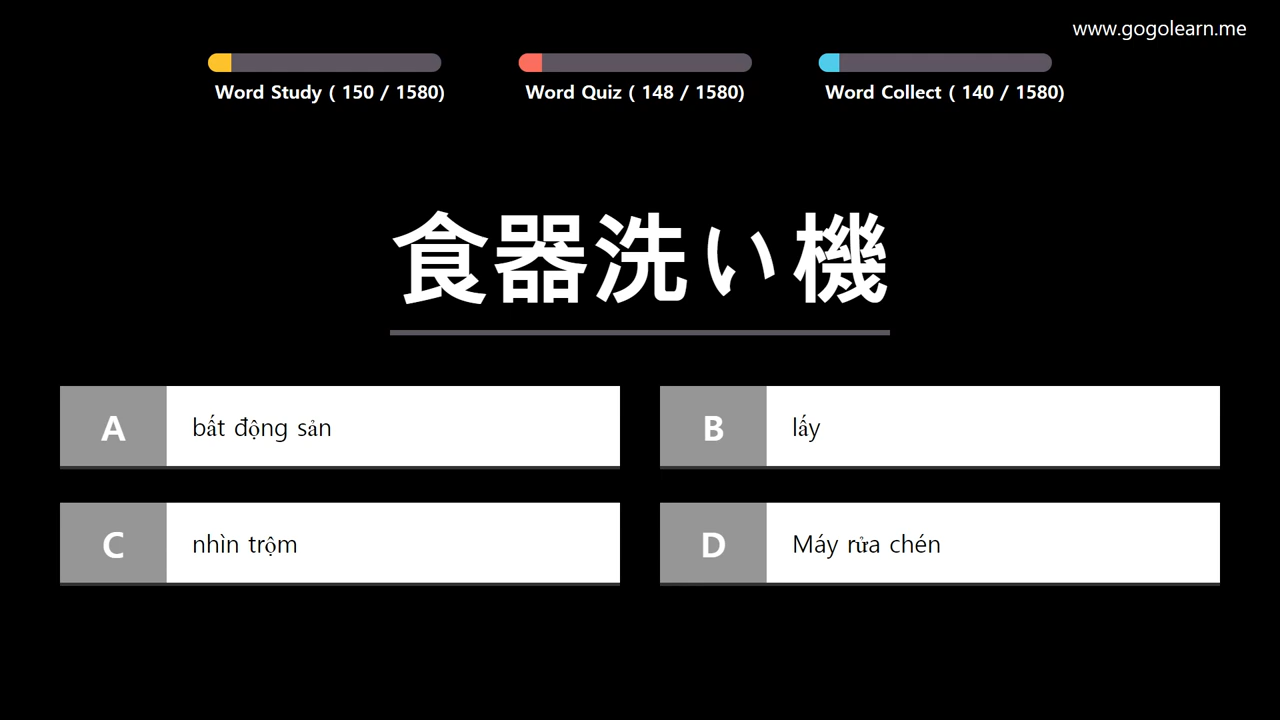 www.gogolearn.me
Word Study ( 150 / 1580)
Word Quiz ( 148 / 1580)
Word Collect ( 140 / 1580)
食器洗い機
A
bất động sản
B
lấy
C
nhìn trộm
D
Máy rửa chén